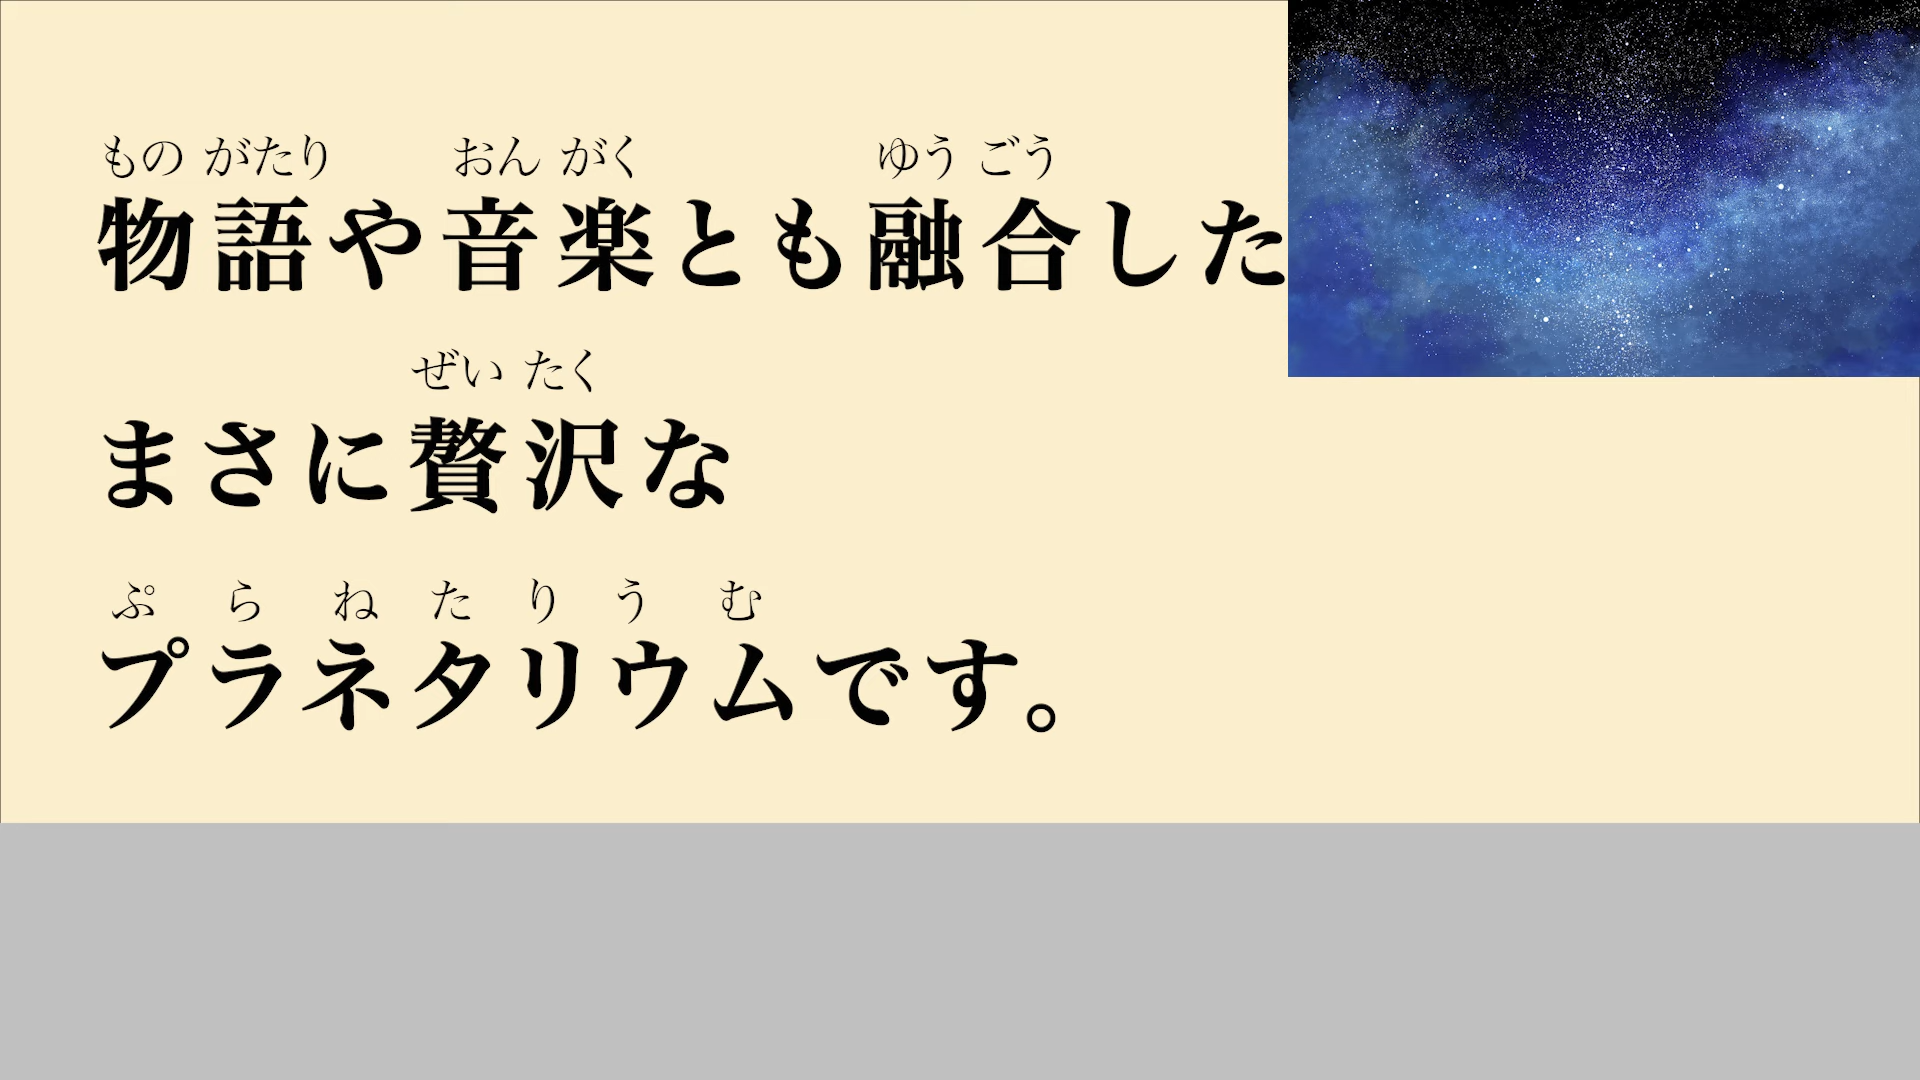 もの がたり おん がく ゆう ごう
物語や音楽とも融合した
ぜい たく
まさに贅沢な
ぷ ら ね た り う む
プラネタリウムです。